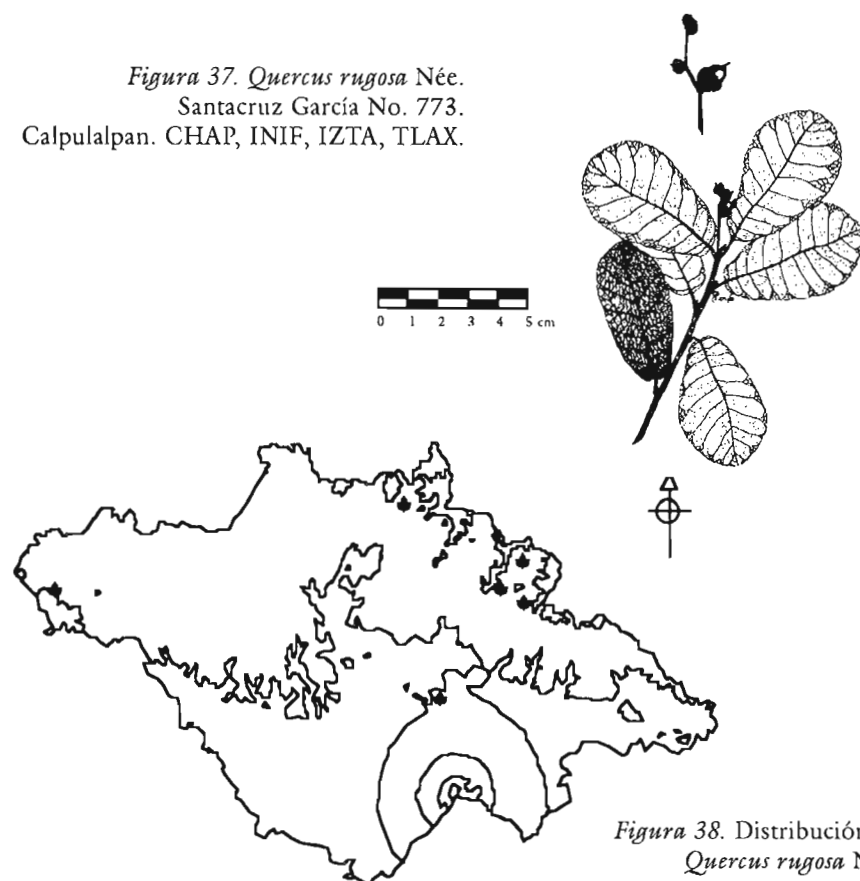 Figura 37. Quercus rugosa Née.
Santacruz García No. 773.
Calpulalpan. CHAP, INIF, IZTA, TLAX.
0 1 2 3 4 5 cm
Figura 38. Distribución
Quercus rugosa N